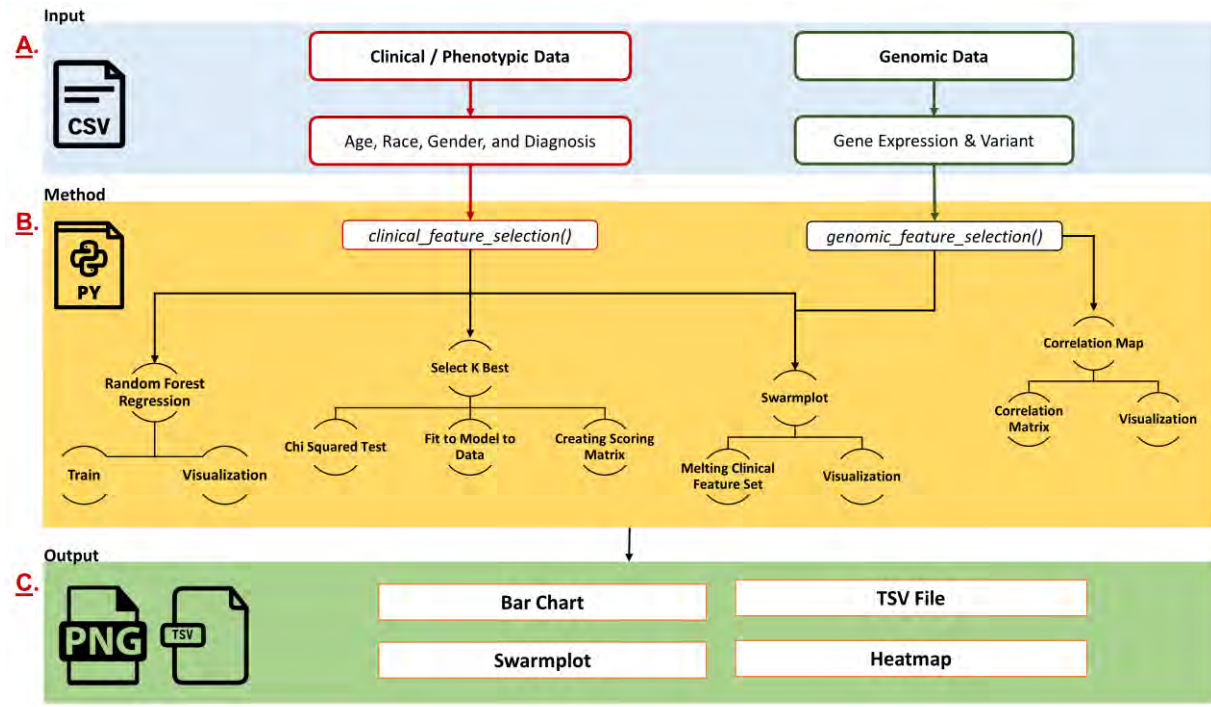 Input
A.
CSV
Clinical / Phenotypic Data
Genomic Data
Age, Race, Gender, and Diagnosis
Gene Expression & Variant
Method
B.
PY
clinical_feature_selection()
genomic_feature_selection()
Random Forest
Regression
Train
Visualization
Select K Best
Chi Squared Test
Fit to Model to
Data
Creating Scoring
Matrix
Swarmplot
Melting Clinical
Feature Set
Visualization
Correlation Map
Correlation
Matrix
Visualization
Output
C.
PNG
TSV
Bar Chart
TSV File
Swarmplot
Heatmap